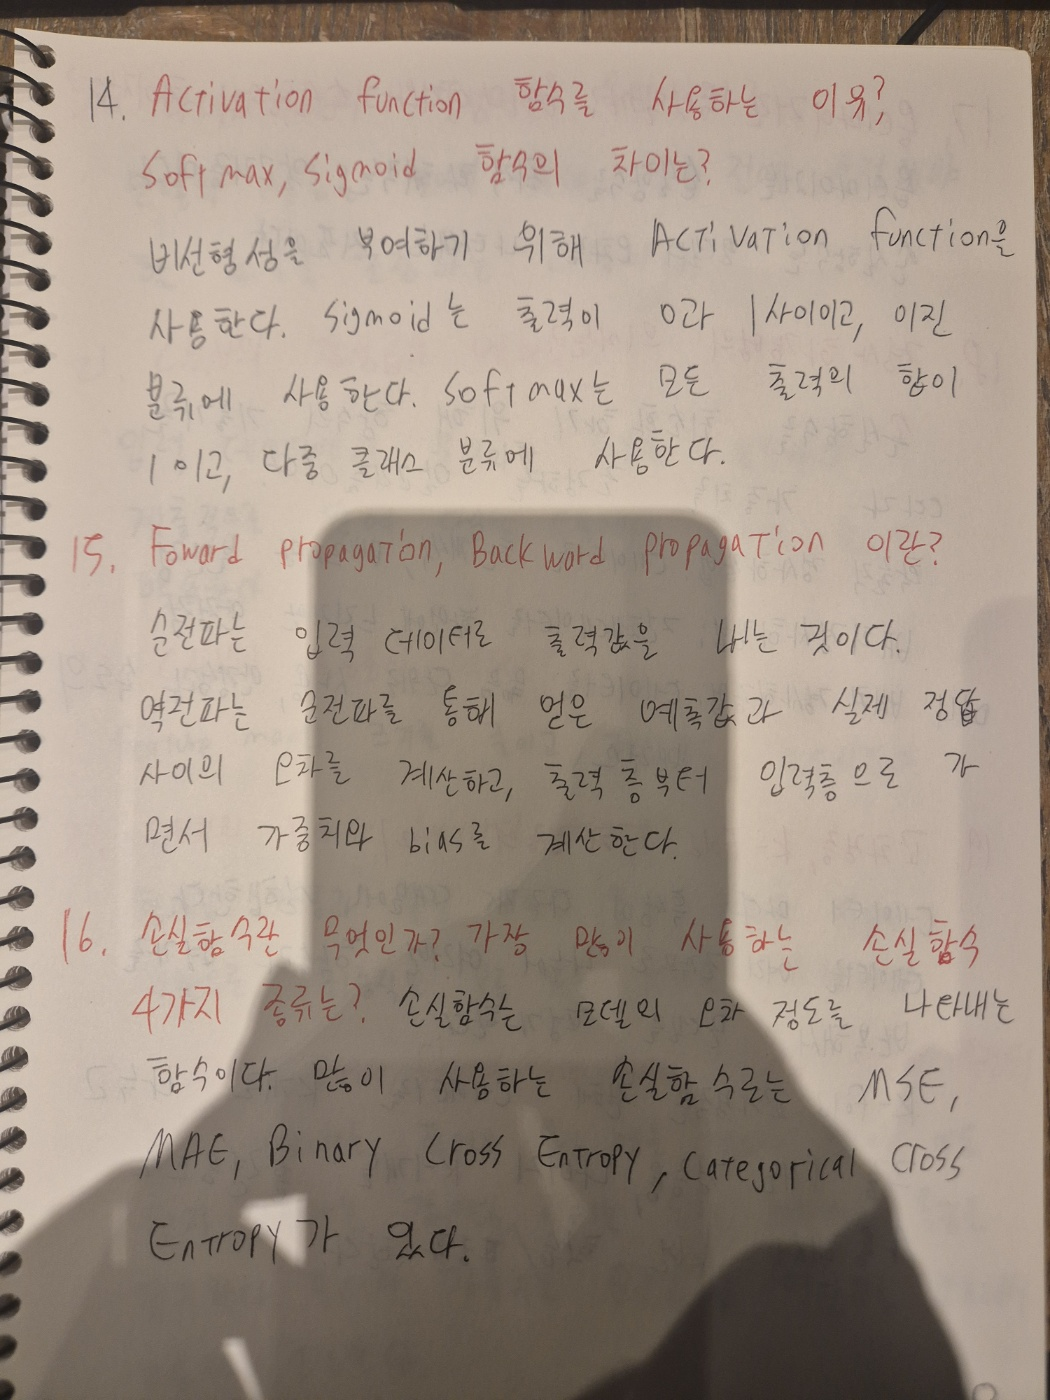 14. Activation function 함수를 사용하는 이유?
Softmax, Sigmoid 함수의 차이는?
비선형성을 부여하기 위해 Activation function을
사용한다. Sigmoid는 출력이 0과 1사이이고, 이진
분류에 사용한다. Softmax는 모든 출력의 합이
1이고, 다중 클래스 분류에 사용한다.
15. Foward propagation, Backword propagation 이란?
순전파는 입력 데이터로 출력값을 내는 것이다.
역전파는 순전파를 통해 얻은 예측값과 실제 정답
사이의 오차를 계산하고, 출력층부터 입력층으로 가
면서 가중치와 bias를 계산한다.
16. 손실함수란 무엇인가? 가장 많이 사용하는 손실함수
4가지 종류는? 손실함수는 모델의 오차 정도를 나타내는
함수이다. 많이 사용하는 손실함수로는 MSE,
MAE, Binary Cross Entropy, Categorical Cross
Entropy가 있다.